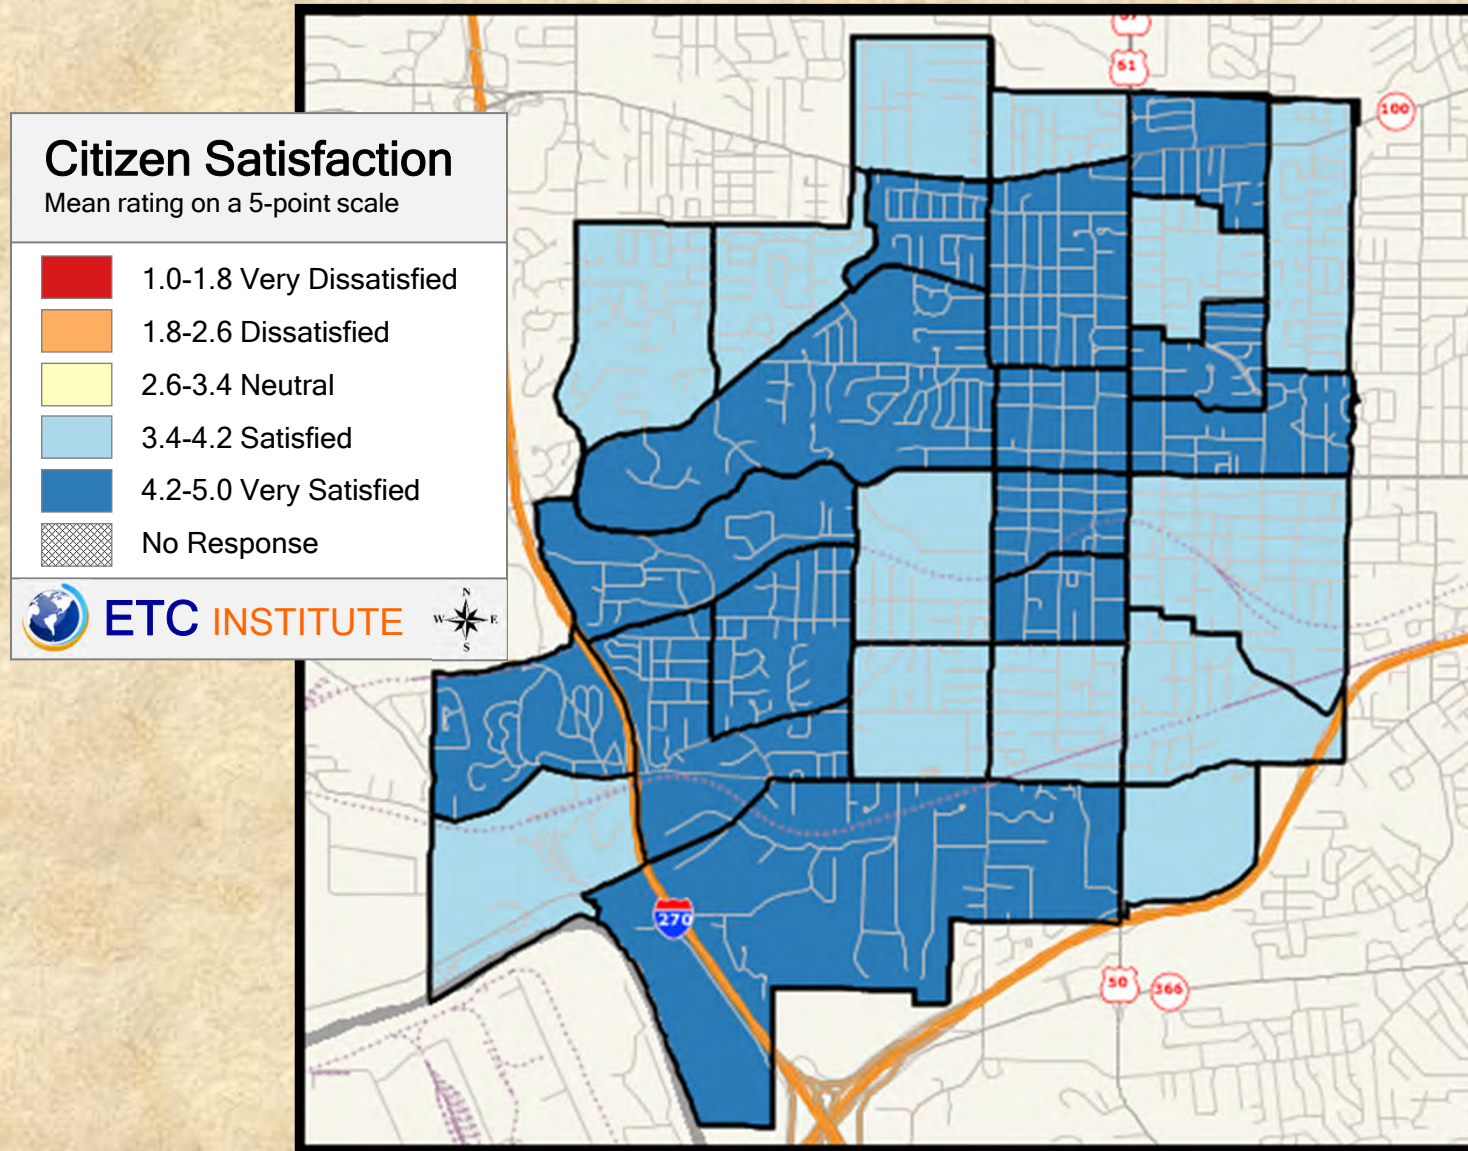 Citizen Satisfaction
Mean rating on a 5-point scale
1.0-1.8 Very Dissatisfied
1.8-2.6 Dissatisfied
2.6-3.4 Neutral
3.4-4.2 Satisfied
4.2-5.0 Very Satisfied
No Response
ETC INSTITUTE
N
W E
S
61
100
270
50
366